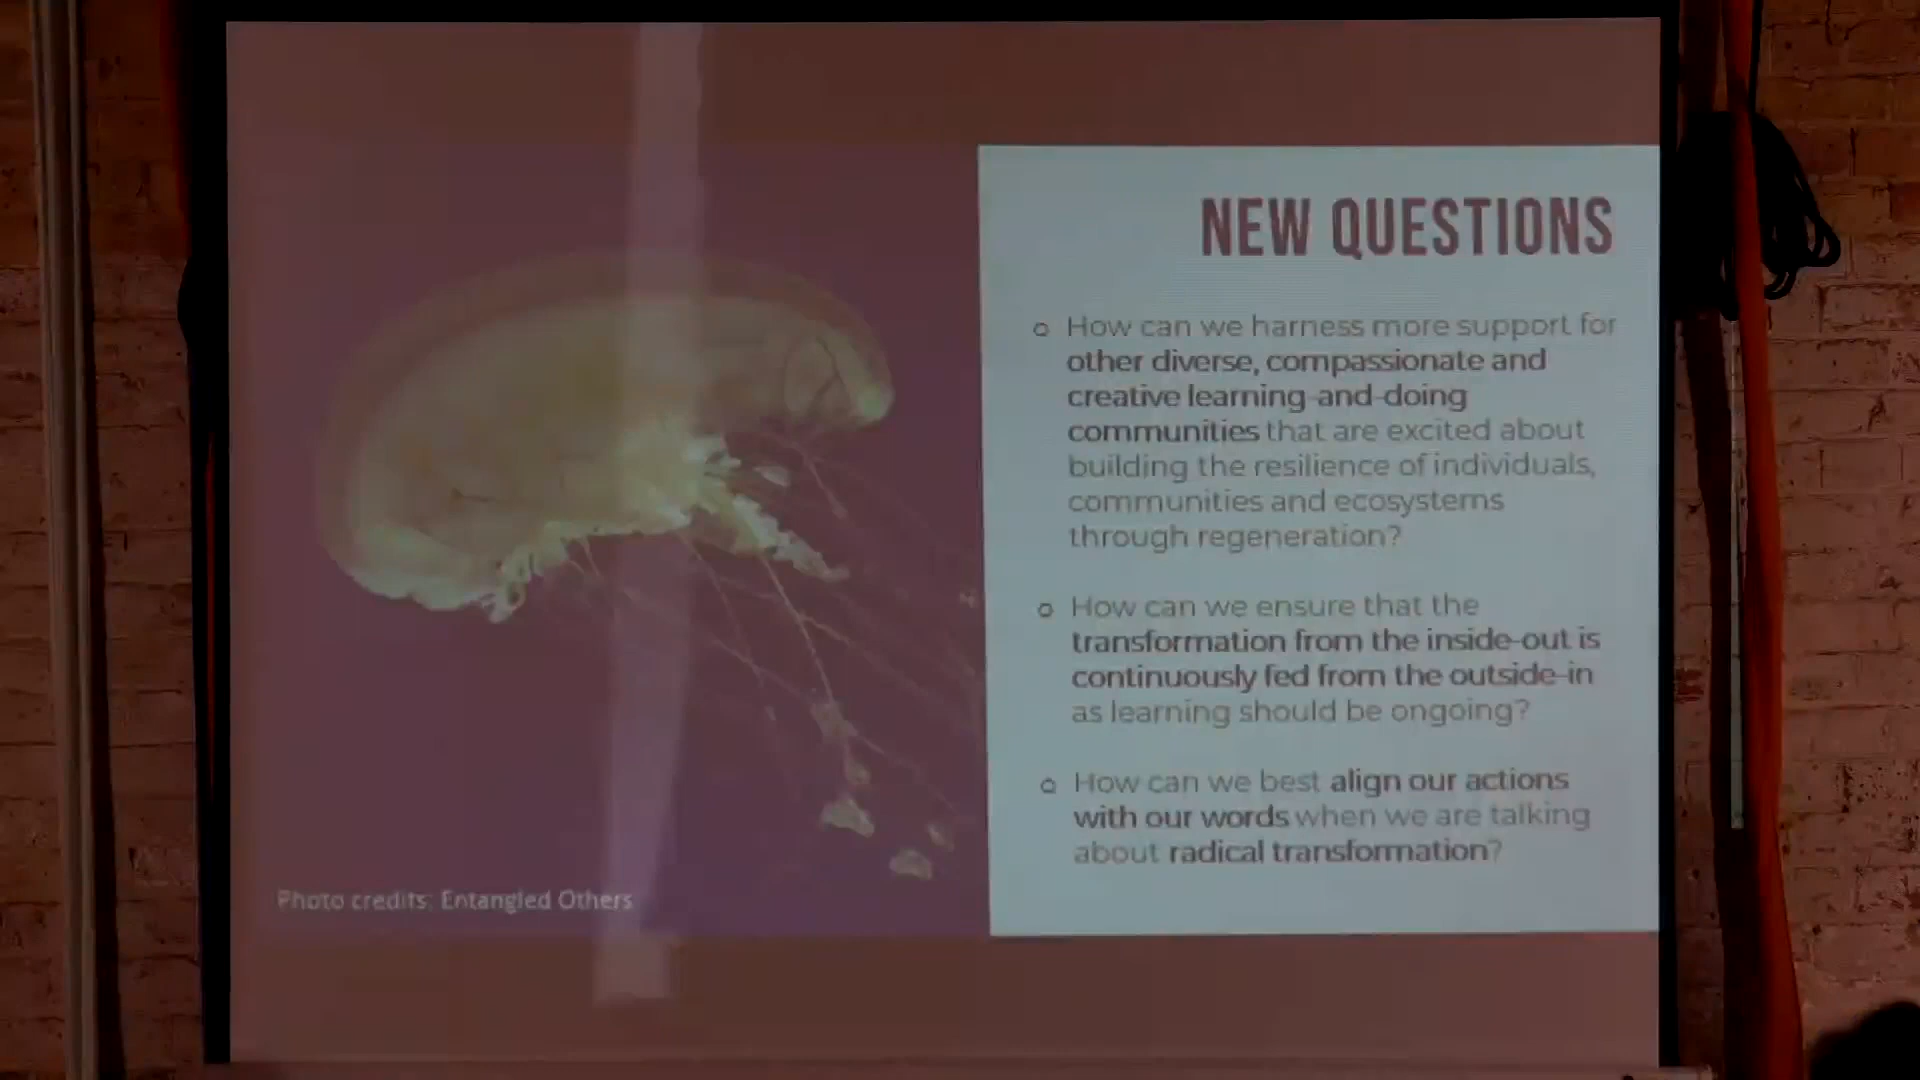 NEW QUESTIONS
How can we harness more support for
other diverse, compassionate and
creative learning-and-doing
communities that are excited about
building the resilience of individuals,
communities and ecosystems
through regeneration?
How can we ensure that the
transformation from the inside-out is
continuously fed from the outside-in
as learning should be ongoing?
How can we best align our actions
with our words when we are talking
about radical transformation?
Photo credits: Entangled Others